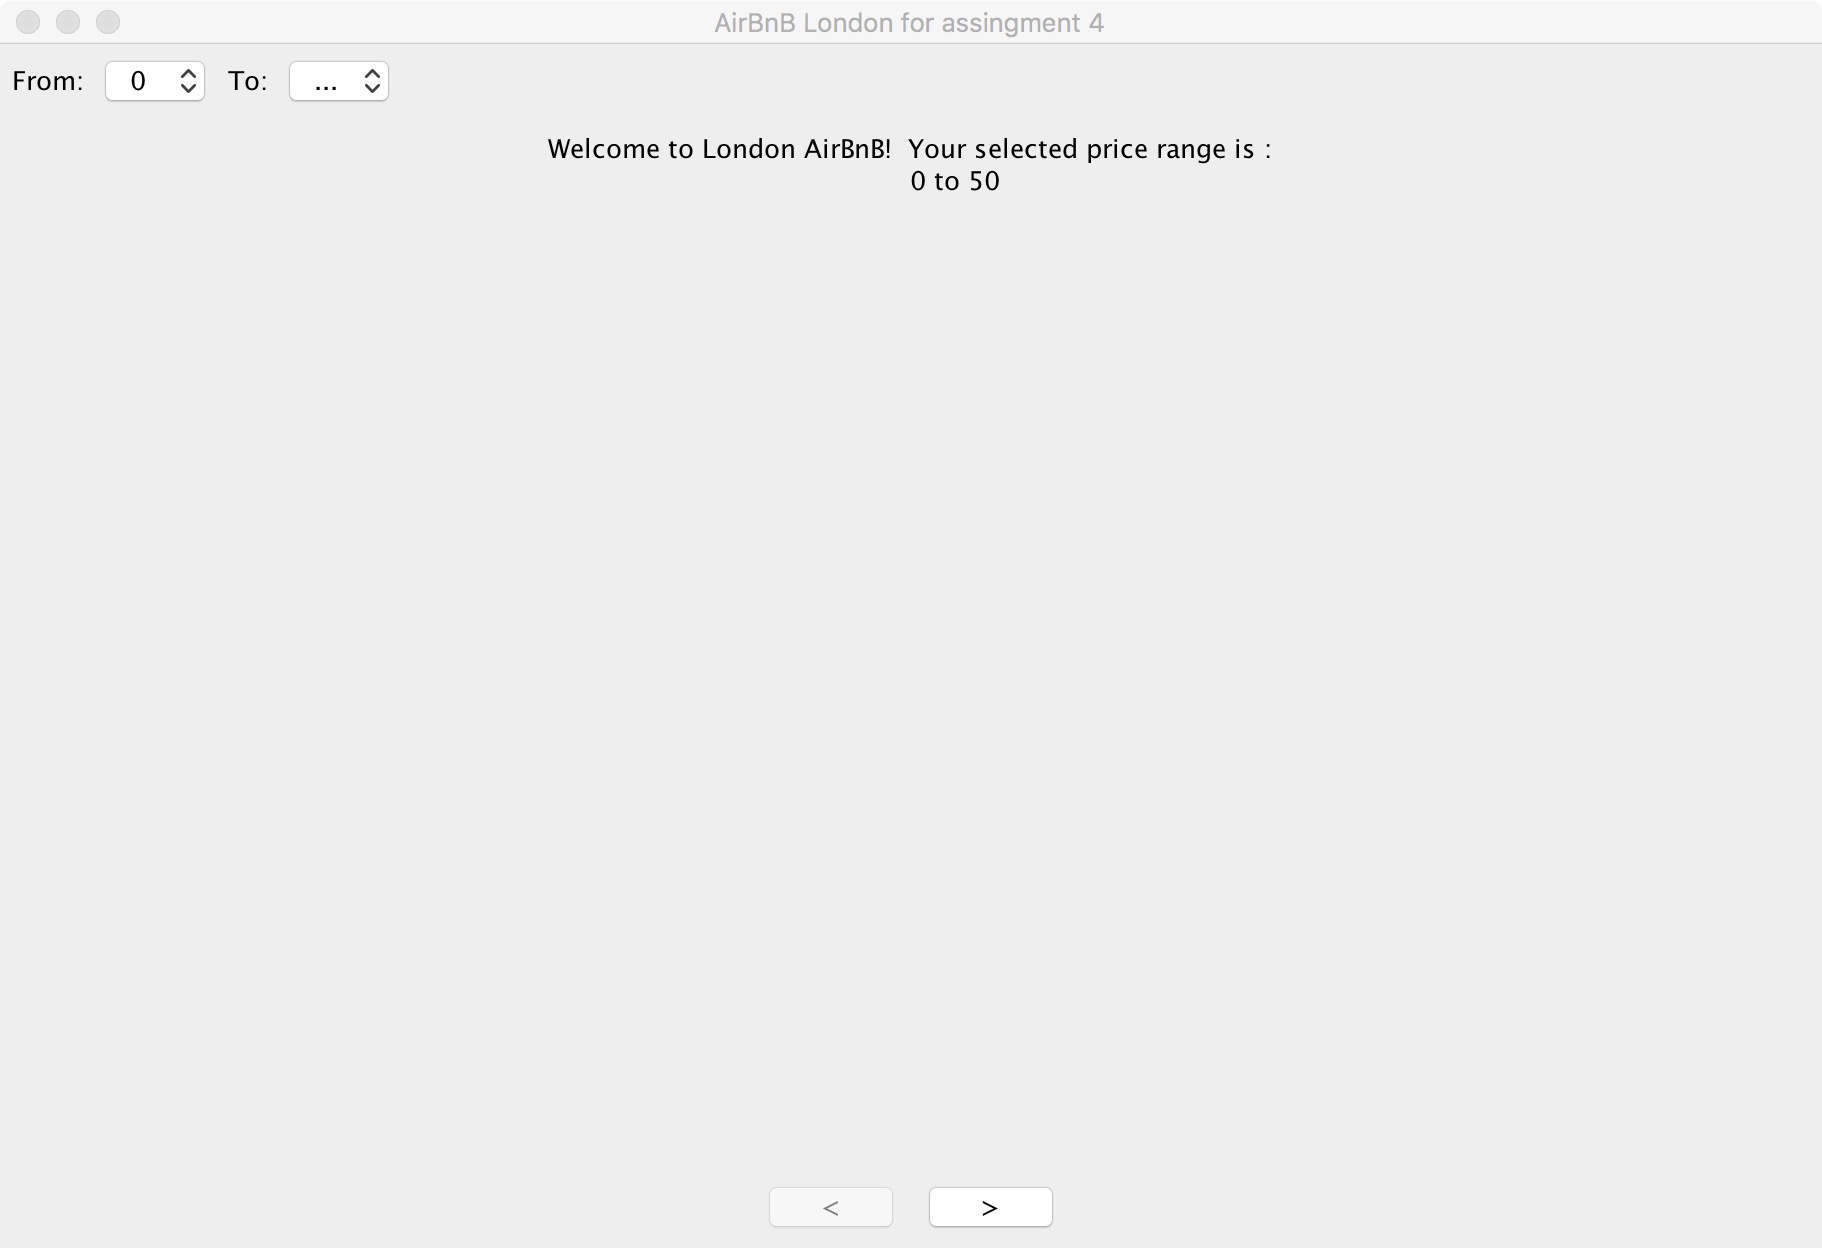 AirBnB London for assingment 4
From: 0 To: ...
Welcome to London AirBnB! Your selected price range is :
0 to 50
< >